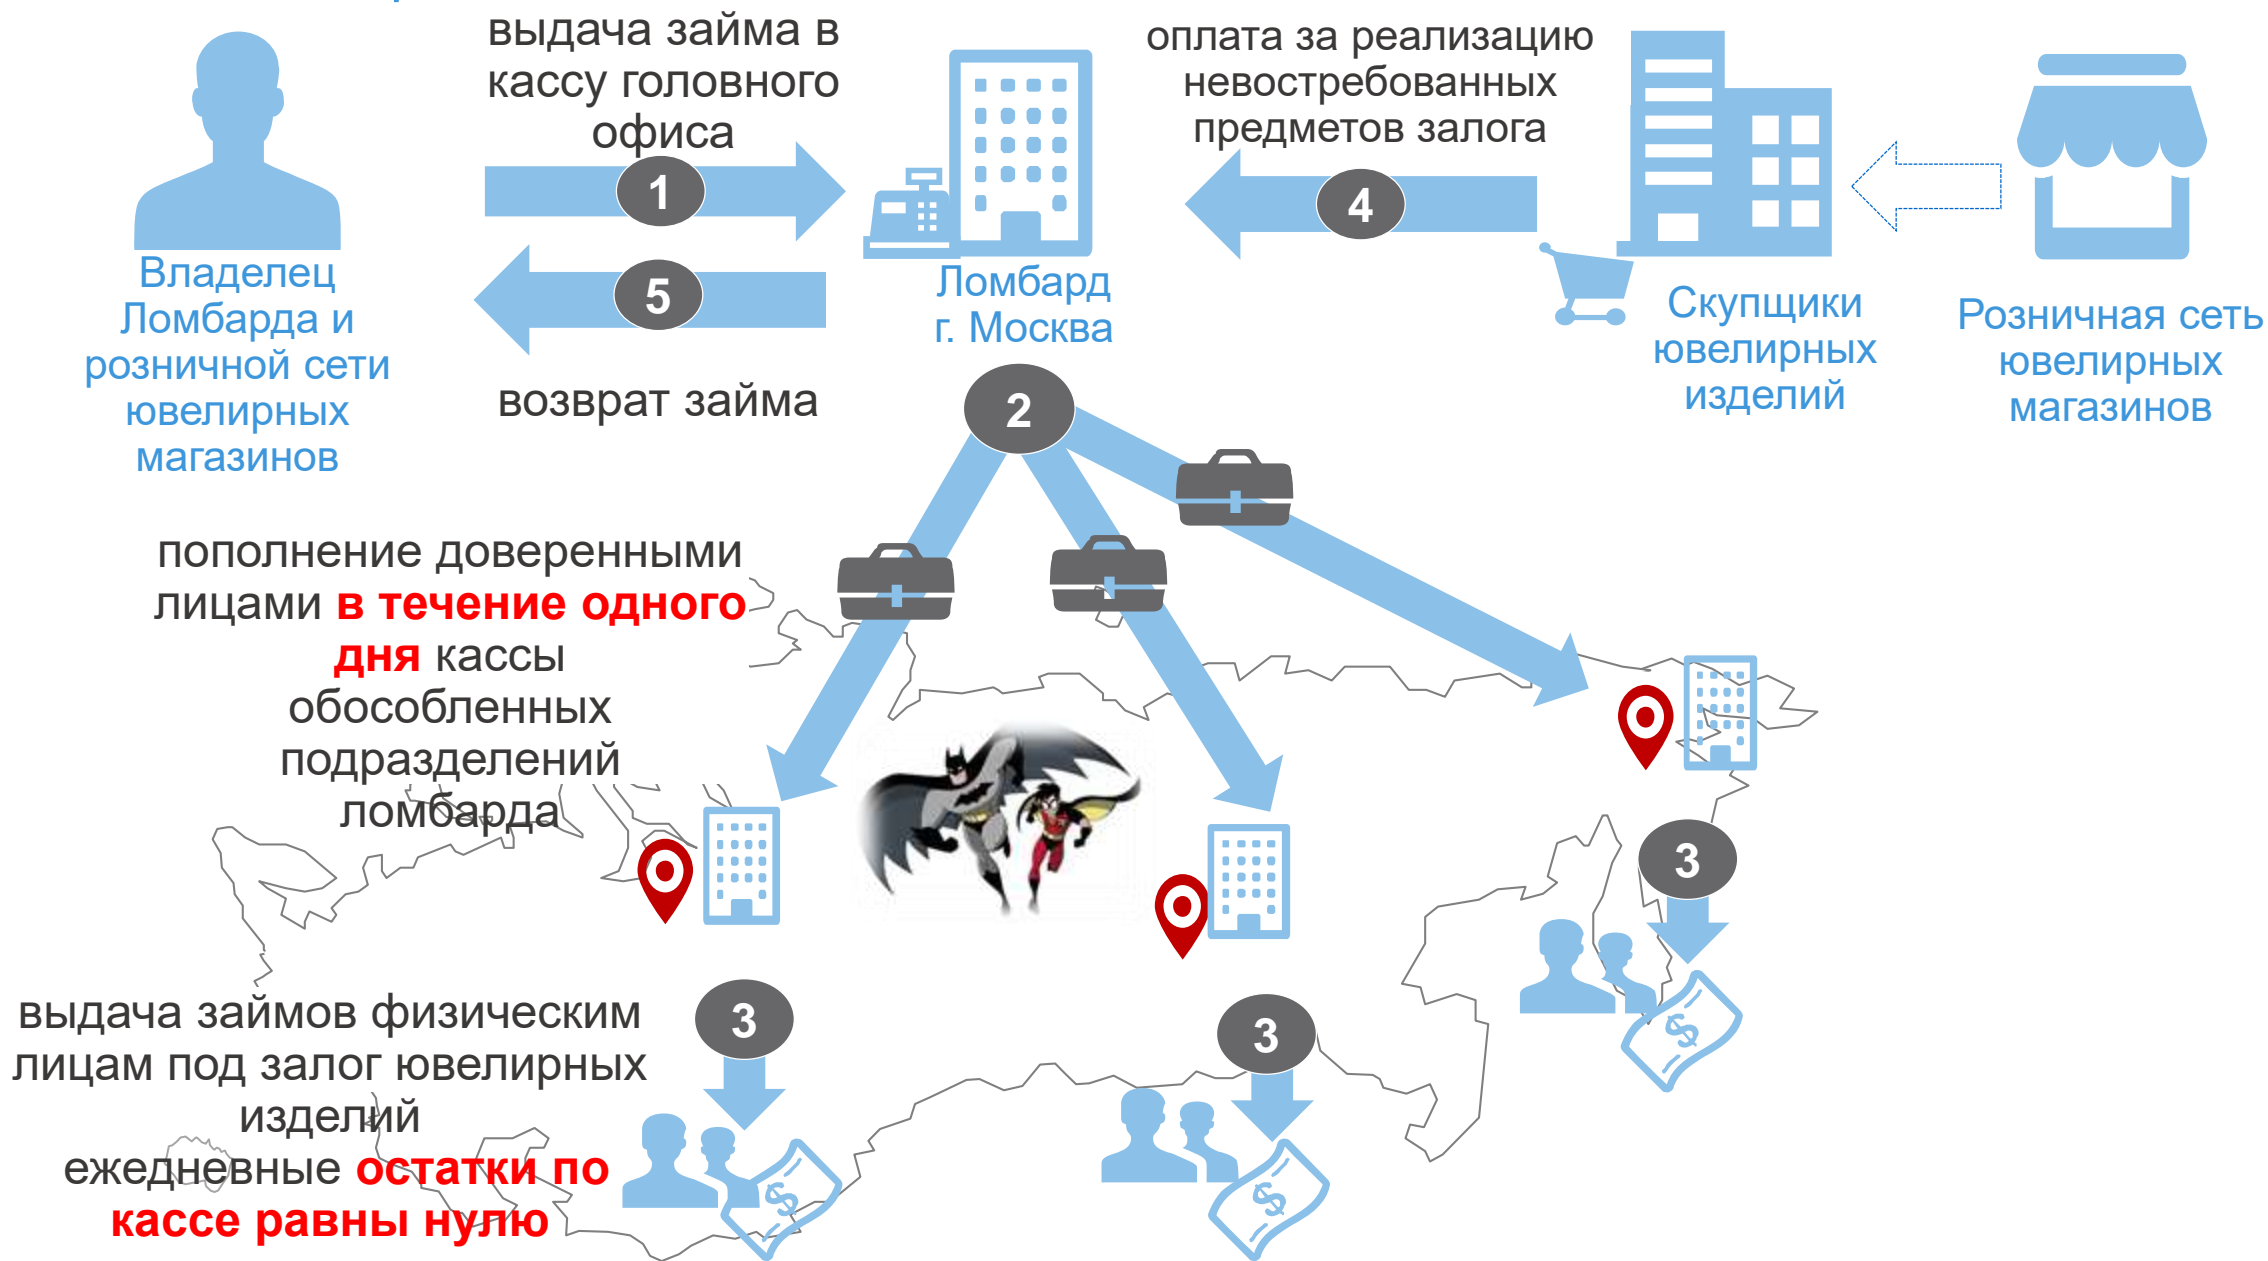 выдача займа в
кассу головного
офиса
оплата за реализацию
невостребованных
предметов залога
1
4
5
Владелец
Ломбарда и
розничной сети
ювелирных
магазинов
Ломбард
г. Москва
Скупщики
ювелирных
изделий
Розничная сеть
ювелирных
магазинов
возврат займа
2
пополнение доверенными
лицами в течение одного
дня кассы
обособленных
подразделений
ломбарда
3
выдача займов физическим
лицам под залог ювелирных
изделий
ежедневные остатки по
кассе равны нулю
3
3
$
$
$